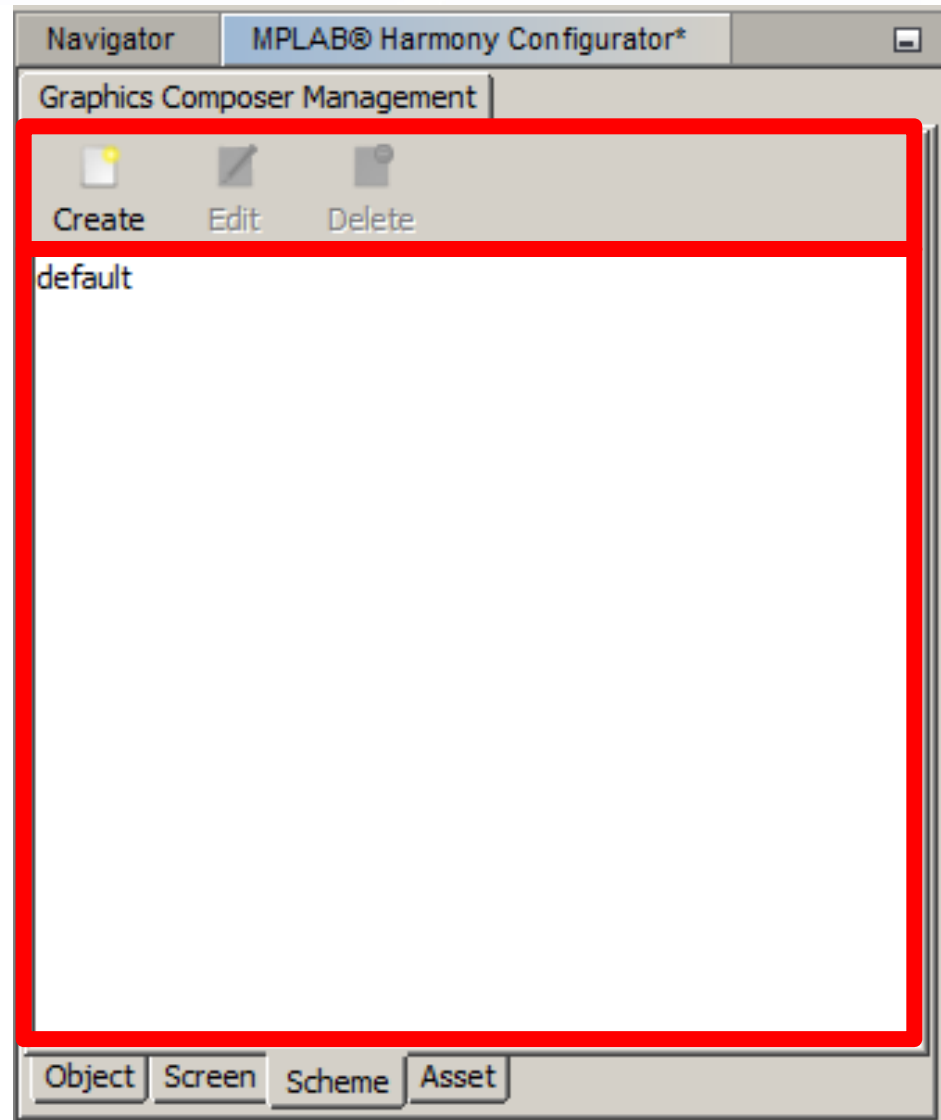 Navigator MPLAB® Harmony Configurator*
Graphics Composer Management
Create Edit Delete
default
Object Screen Scheme Asset